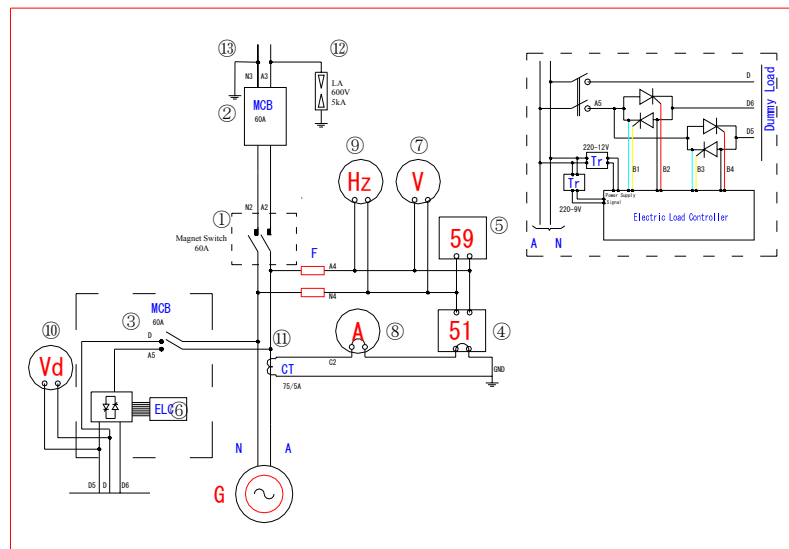 ⑬
⑫
N3
A3
LA
600V
5kA
MCB
60A
②
⑨
⑦
Hz
V
①
N2
A2
Magnet Switch
60A
F
A4
N4
59
⑤
51
④
A
⑧
⑪
C2
GND
CT
75/5A
MCB
60A
③
D
A5
⑩
Vd
ELC
⑥
D5
D
D6
N
A
G
D
A5
D6
D5
Dummy Load
220-12V
Tr
Tr
220-9V
B1
B2
B3
B4
Power Supply
Signal
Electric Load Controller
A
N